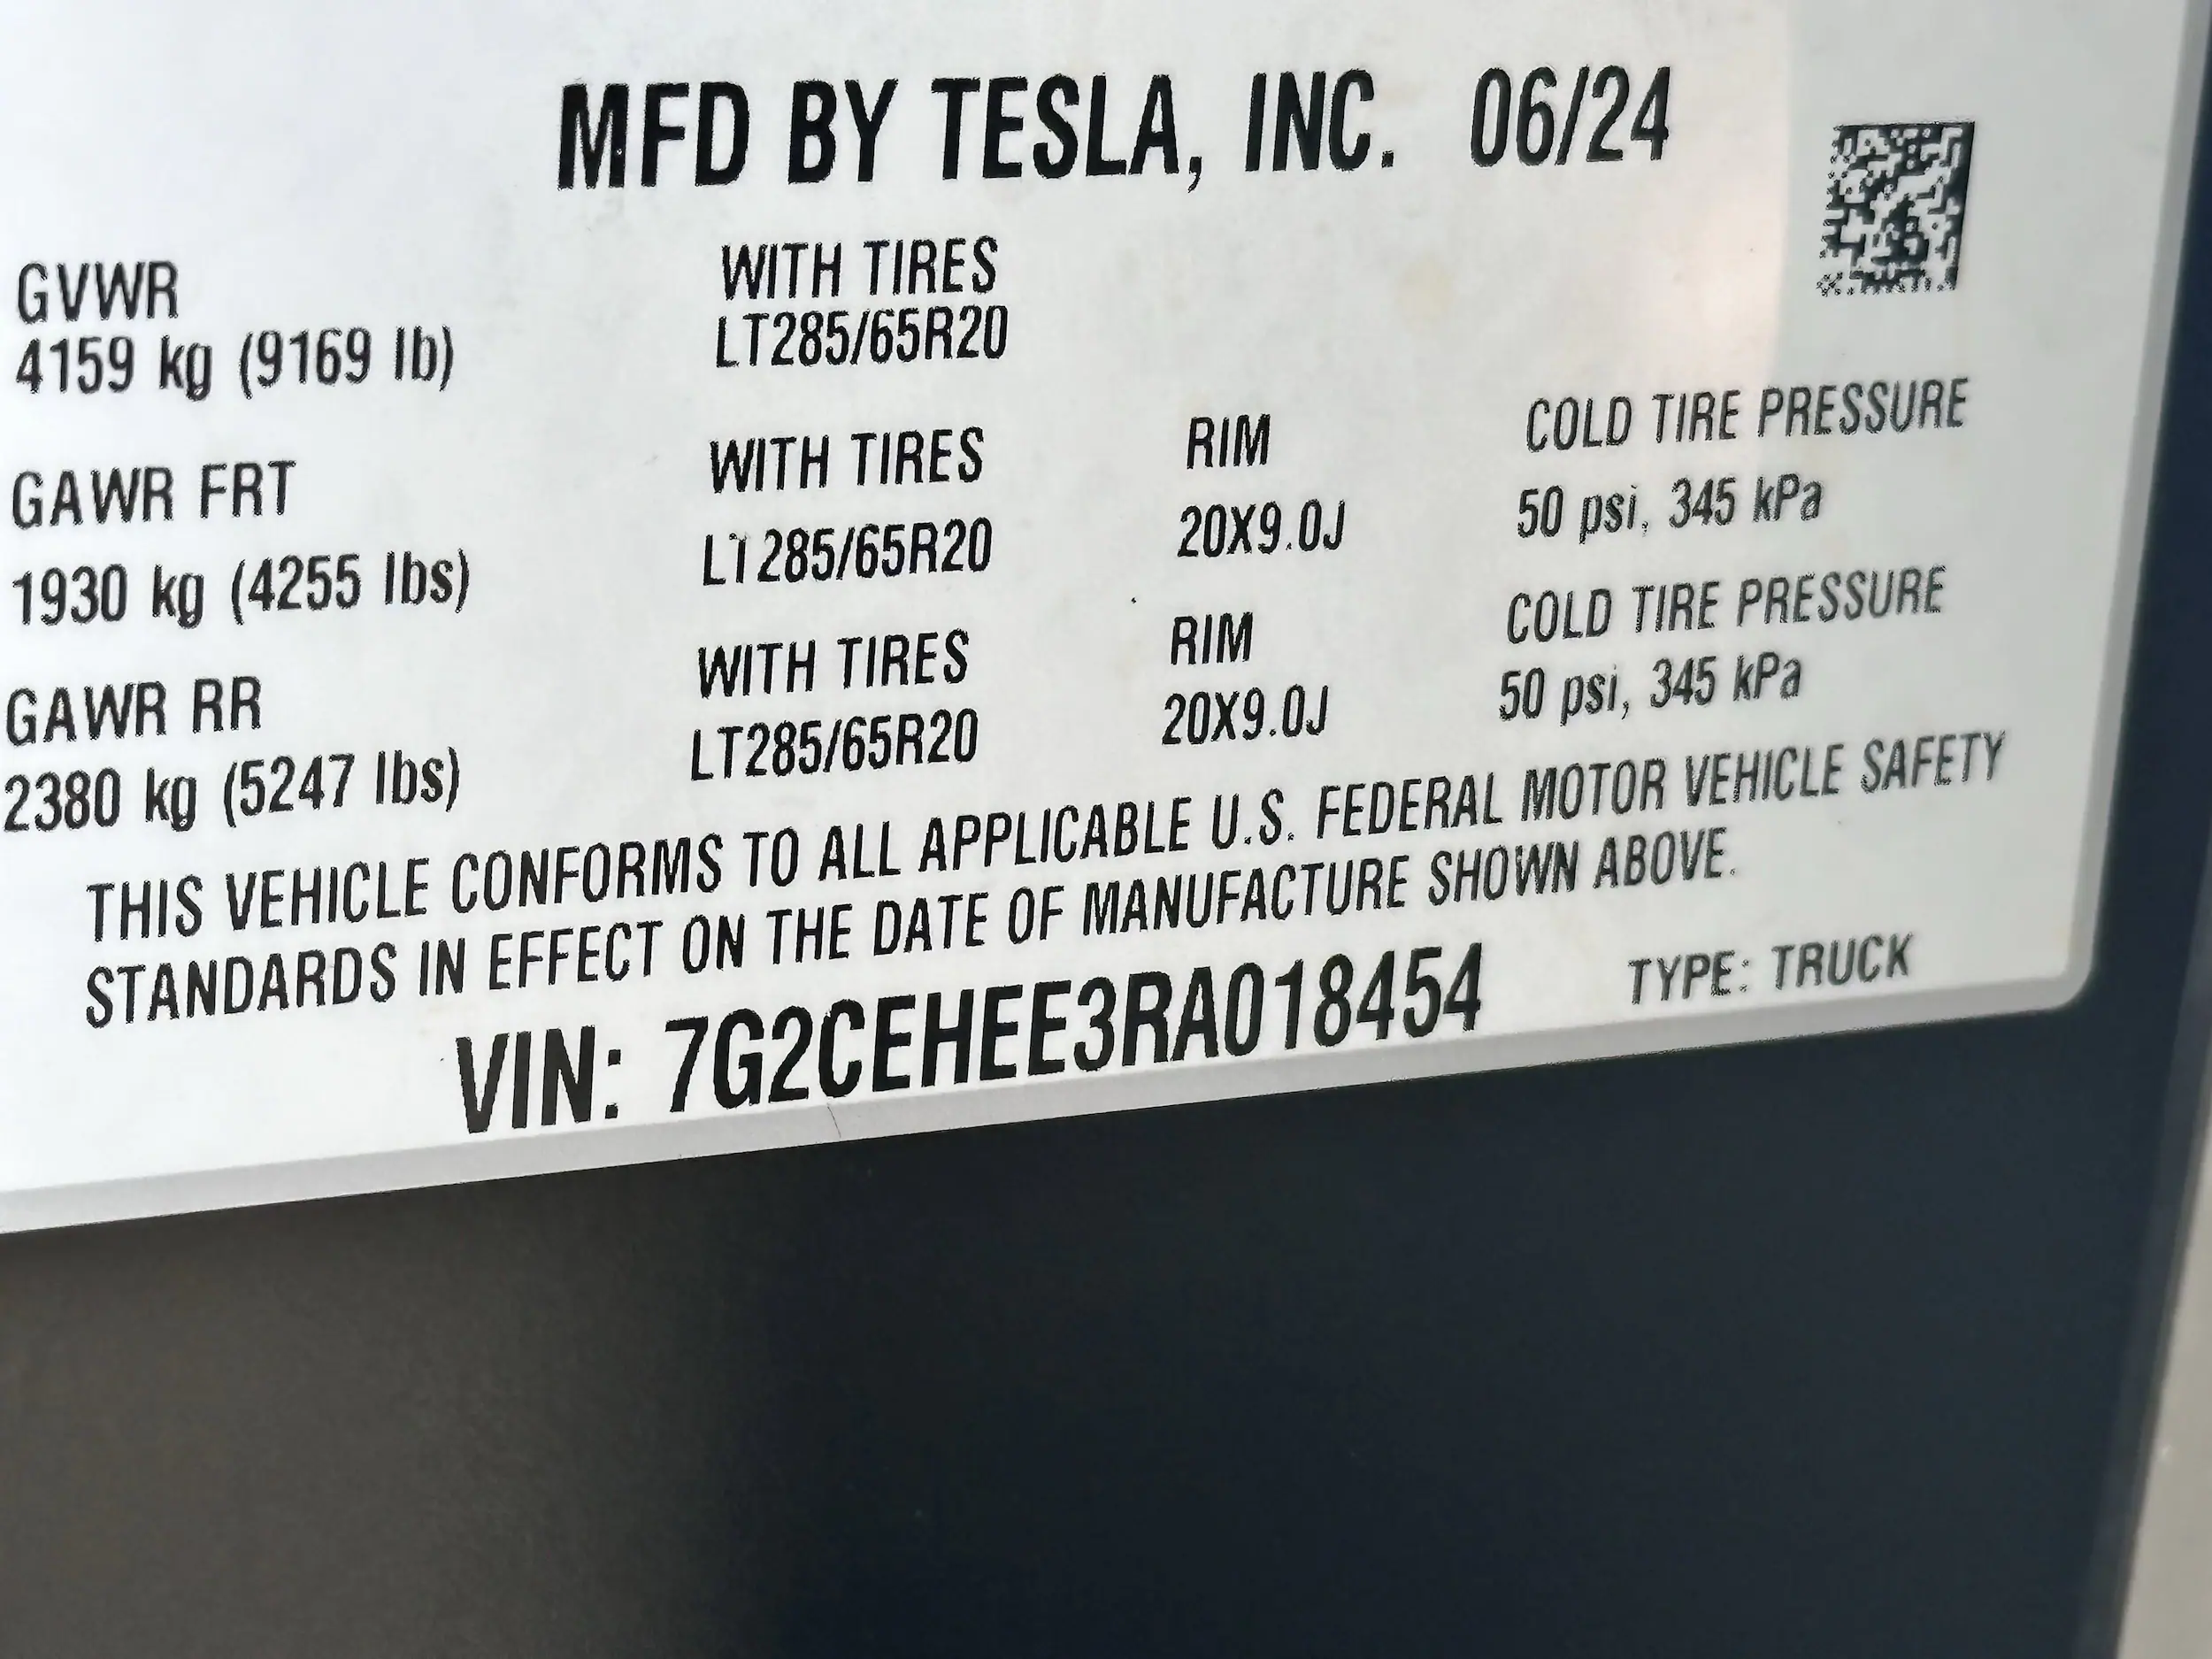 MFD BY TESLA, INC. 06/24
GVWR WITH TIRES
4159 kg (9169 lb) LT285/65R20
GAWR FRT WITH TIRES RIM COLD TIRE PRESSURE
1930 kg (4255 lbs) LT285/65R20 20X9.0J 50 psi, 345 kPa
GAWR RR WITH TIRES RIM COLD TIRE PRESSURE
2380 kg (5247 lbs) LT285/65R20 20X9.0J 50 psi, 345 kPa
THIS VEHICLE CONFORMS TO ALL APPLICABLE U.S. FEDERAL MOTOR VEHICLE SAFETY
STANDARDS IN EFFECT ON THE DATE OF MANUFACTURE SHOWN ABOVE.
VIN: 7G2CEHEE3RA018454 TYPE: TRUCK